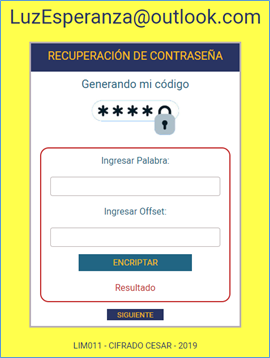 LuzEsperanza@outlook.com
RECUPERACIÓN DE CONTRASEÑA
Generando mi código
****
Ingresar Palabra:
Ingresar Offset:
ENCRIPTAR
Resultado
SIGUIENTE
LIM011 - CIFRADO CESAR - 2019